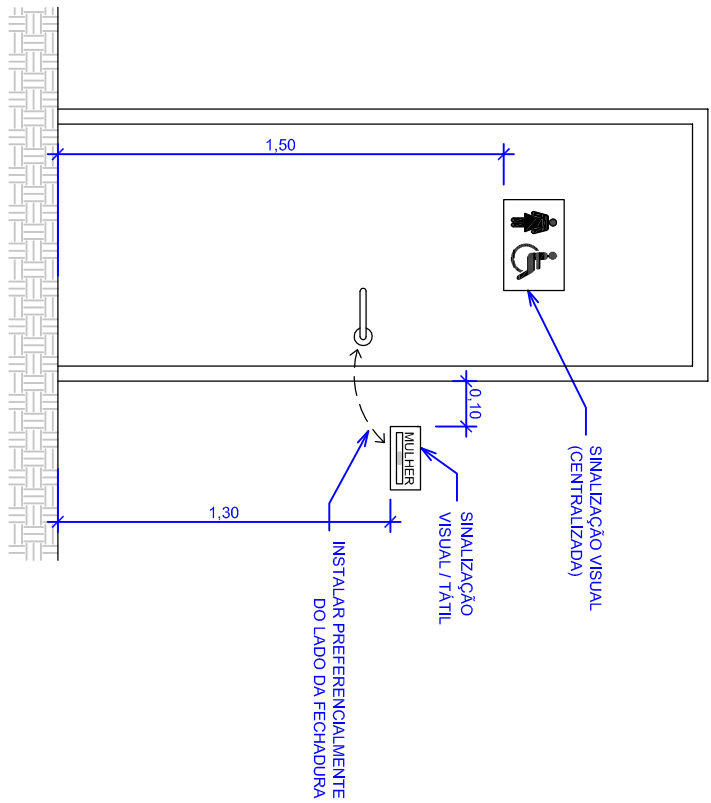 1,50
SINALIZAÇÃO VISUAL
(CENTRALIZADA)
0,10
MULHER
SINALIZAÇÃO
VISUAL / TÁTIL
1,30
INSTALAR PREFERENCIALMENTE
DO LADO DA FECHADURA